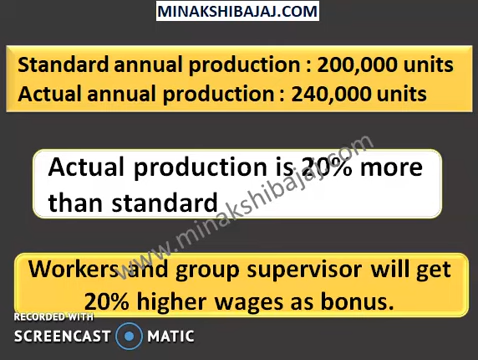 MINAKSHIBAJAJ.COM
Standard annual production : 200,000 units
Actual annual production : 240,000 units
Actual production is 20% more
than standard
www.minakshibajaj.com
Workers and group supervisor will get
20% higher wages as bonus.
RECORDED WITH
SCREENCAST MATIC